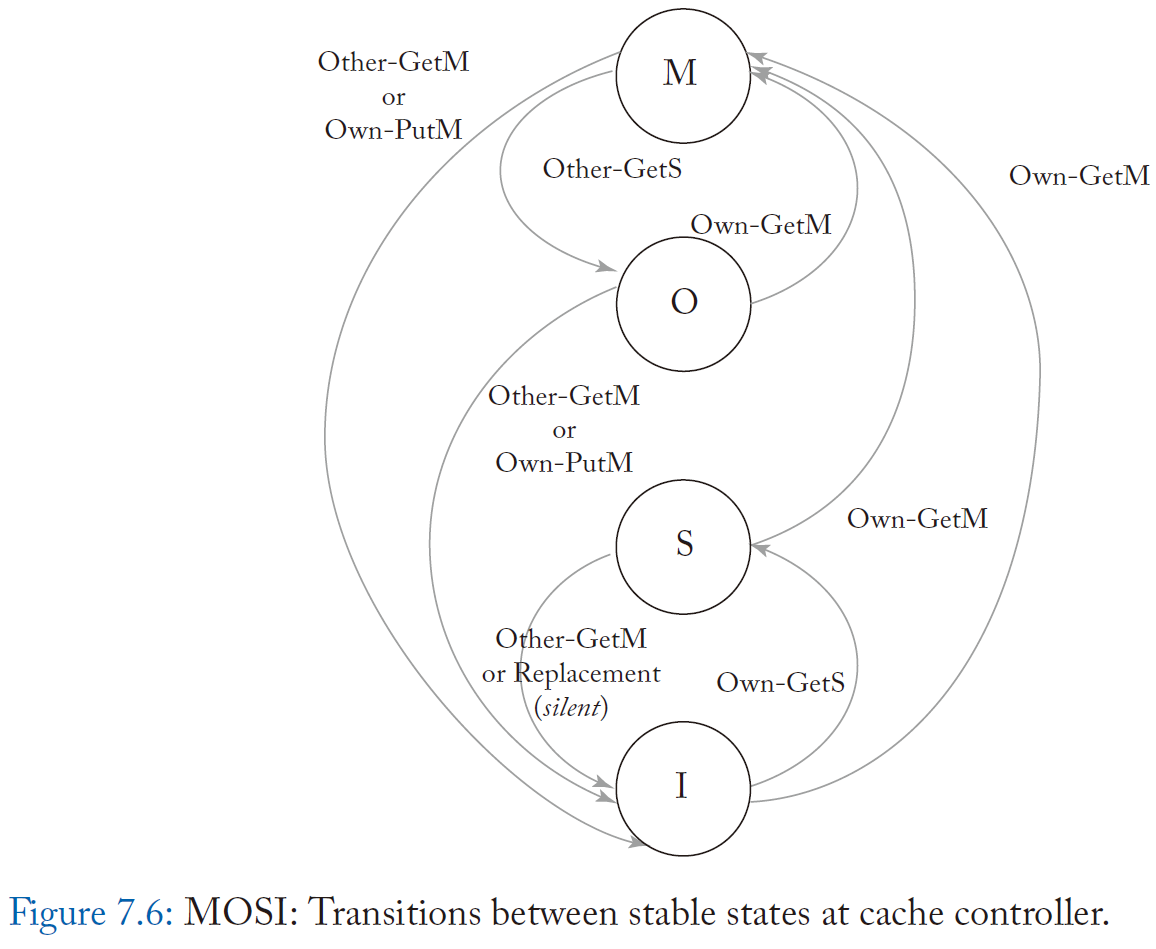 M
Other-GetM
or
Own-PutM
Other-GetS
Own-GetM
Own-GetM
O
Other-GetM
or
Own-PutM
S
Own-GetM
Other-GetM
or Replacement
(silent)
Own-GetS
I
Figure 7.6: MOSI: Transitions between stable states at cache controller.